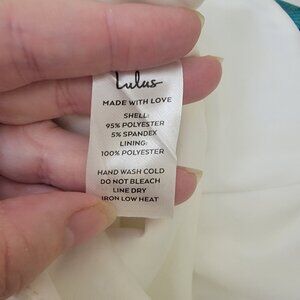 Lulus
MADE WITH LOVE
SHELL:
95% POLYESTER
5% SPANDEX
LINING:
100% POLYESTER
HAND WASH COLD
DO NOT BLEACH
LINE DRY
IRON LOW HEAT